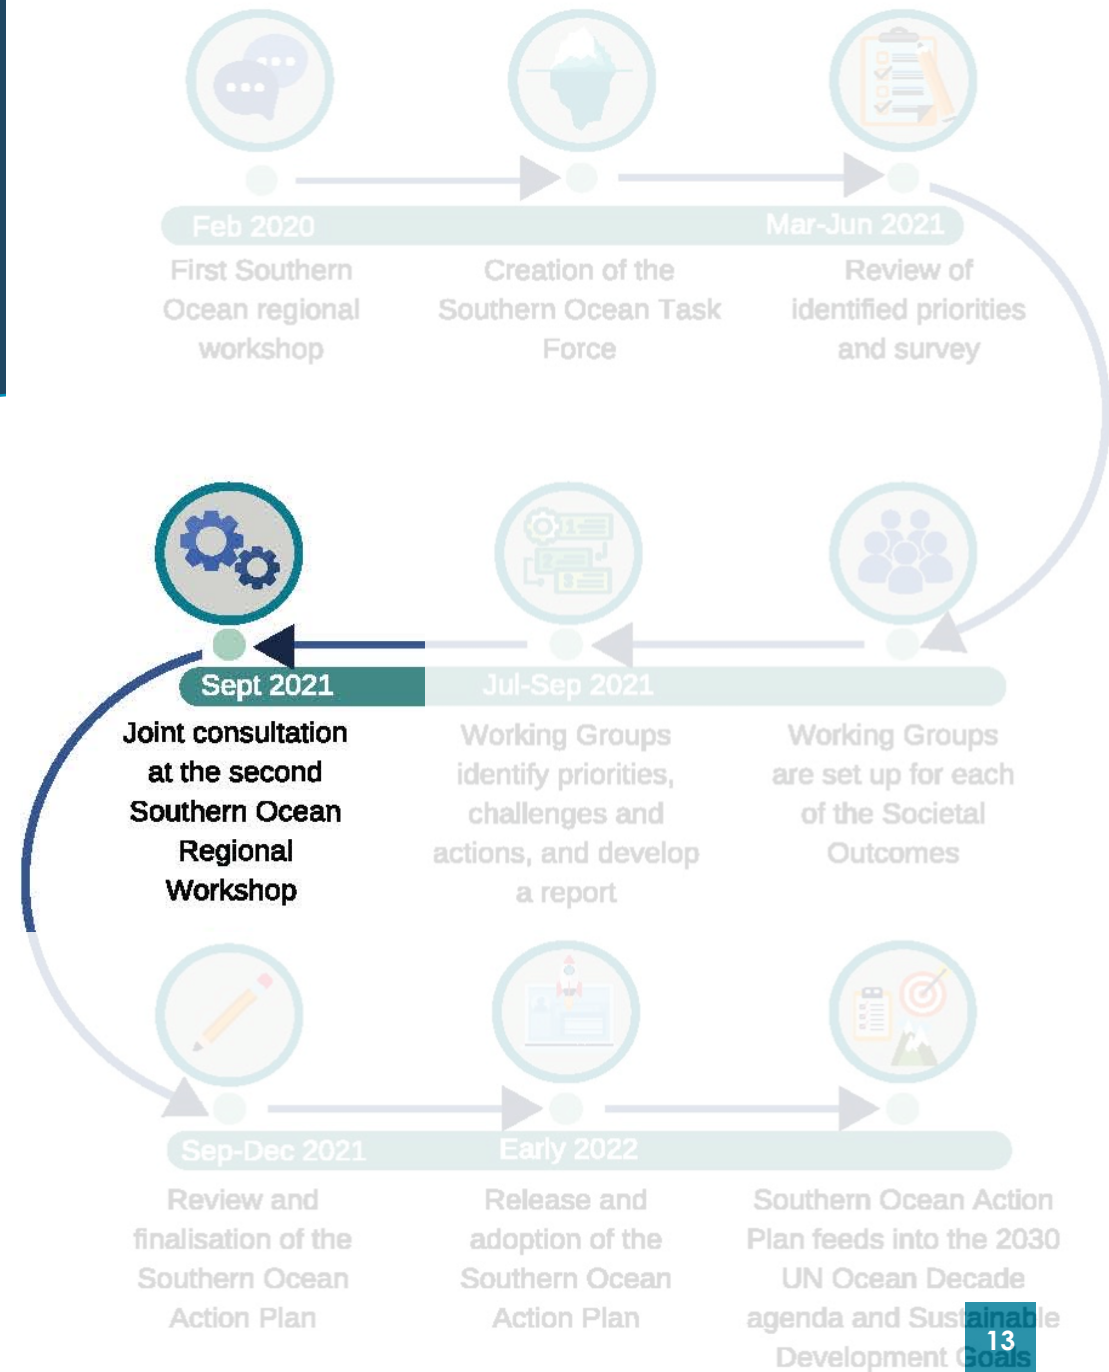 Feb 2020
Mar-Jun 2021
First Southern
Ocean regional
workshop
Creation of the
Southern Ocean Task
Force
Review of
identified priorities
and survey
Sept 2021
Jul-Sep 2021
Joint consultation
at the second
Southern Ocean
Regional
Workshop
Working Groups
identify priorities,
challenges and
actions, and develop
a report
Working Groups
are set up for each
of the Societal
Outcomes
Sep-Dec 2021
Early 2022
Review and
finalisation of the
Southern Ocean
Action Plan
Release and
adoption of the
Southern Ocean
Action Plan
Southern Ocean Action
Plan feeds into the 2030
UN Ocean Decade
agenda and Sustainable
Development Goals
13